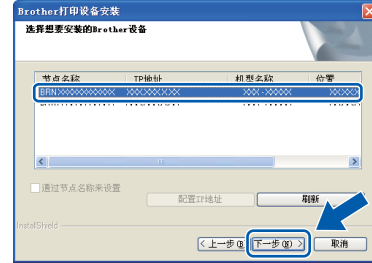 Brother打印设备安装
选择想要安装的Brother设备
节点名称 IP地址 机型名称 位置
通过节点名称来设置
配置IP地址 刷新
InstallShield
< 上一步(B) 下一步(N) > 取消